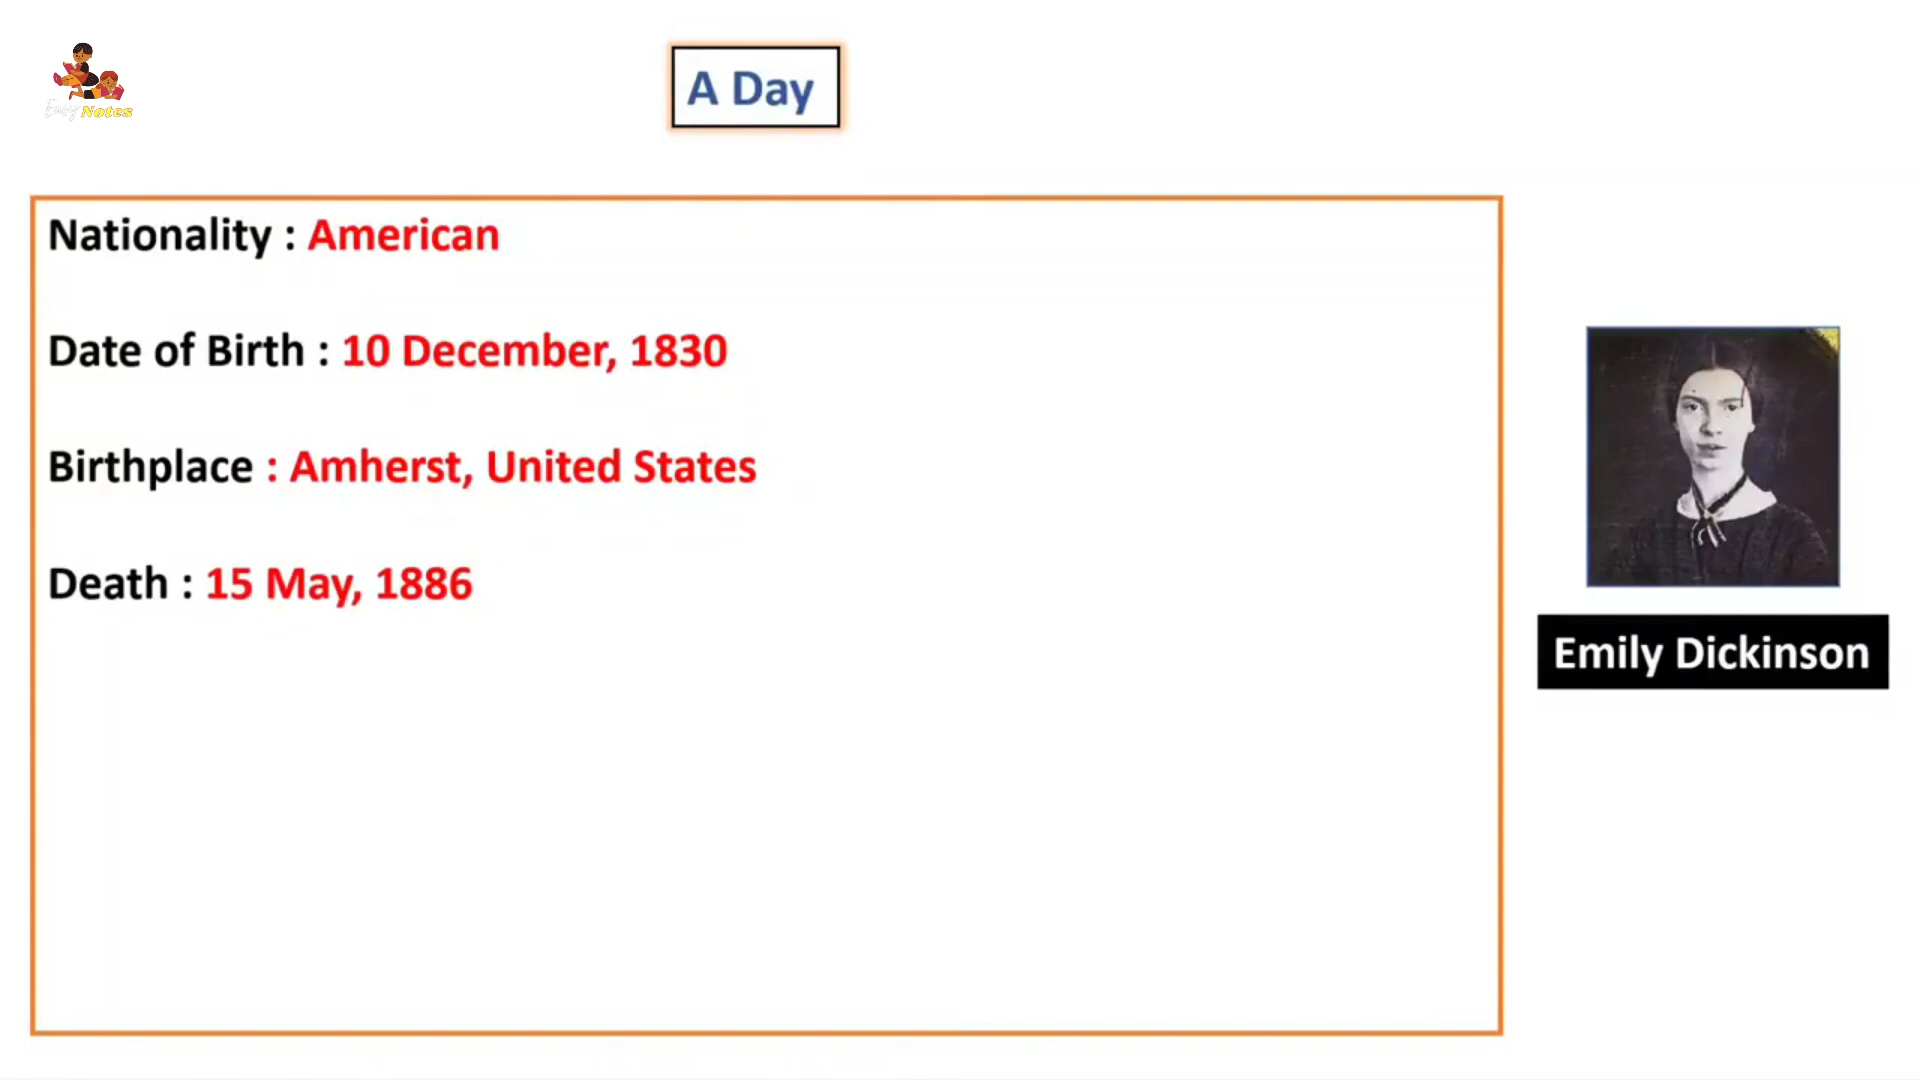 Easy Notes
A Day
Nationality : American
Date of Birth : 10 December, 1830
Birthplace : Amherst, United States
Death : 15 May, 1886
Emily Dickinson